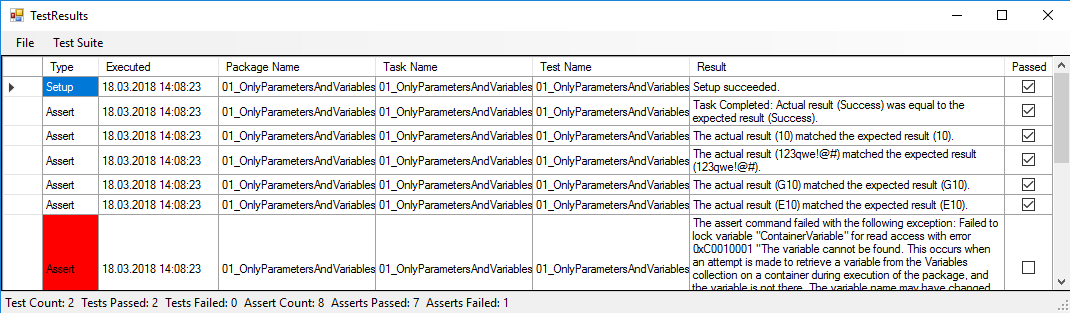 TestResults
File Test Suite
Type Executed Package Name Task Name Test Name Result Passed
Setup 18.03.2018 14:08:23 01_OnlyParametersAndVariables 01_OnlyParametersAndVariables 01_OnlyParametersAndVariables Setup succeeded.
Assert 18.03.2018 14:08:23 01_OnlyParametersAndVariables 01_OnlyParametersAndVariables 01_OnlyParametersAndVariables Task Completed: Actual result (Success) was equal to the
expected result (Success).
Assert 18.03.2018 14:08:23 01_OnlyParametersAndVariables 01_OnlyParametersAndVariables 01_OnlyParametersAndVariables The actual result (10) matched the expected result (10).
Assert 18.03.2018 14:08:23 01_OnlyParametersAndVariables 01_OnlyParametersAndVariables 01_OnlyParametersAndVariables The actual result (123qwe!@#) matched the expected result
(123qwe!@#).
Assert 18.03.2018 14:08:23 01_OnlyParametersAndVariables 01_OnlyParametersAndVariables 01_OnlyParametersAndVariables The actual result (G10) matched the expected result (G10).
Assert 18.03.2018 14:08:23 01_OnlyParametersAndVariables 01_OnlyParametersAndVariables 01_OnlyParametersAndVariables The actual result (E10) matched the expected result (E10).
Assert 18.03.2018 14:08:23 01_OnlyParametersAndVariables 01_OnlyParametersAndVariables 01_OnlyParametersAndVariables The assert command failed with the following exception: Failed to
lock variable "ContainerVariable" for read access with error
0xC0010001 "The variable cannot be found. This occurs when
an attempt is made to retrieve a variable from the Variables
collection on a container during execution of the package, and
the variable is not there. The variable name may have changed
Test Count: 2 Tests Passed: 2 Tests Failed: 0 Assert Count: 8 Asserts Passed: 7 Asserts Failed: 1